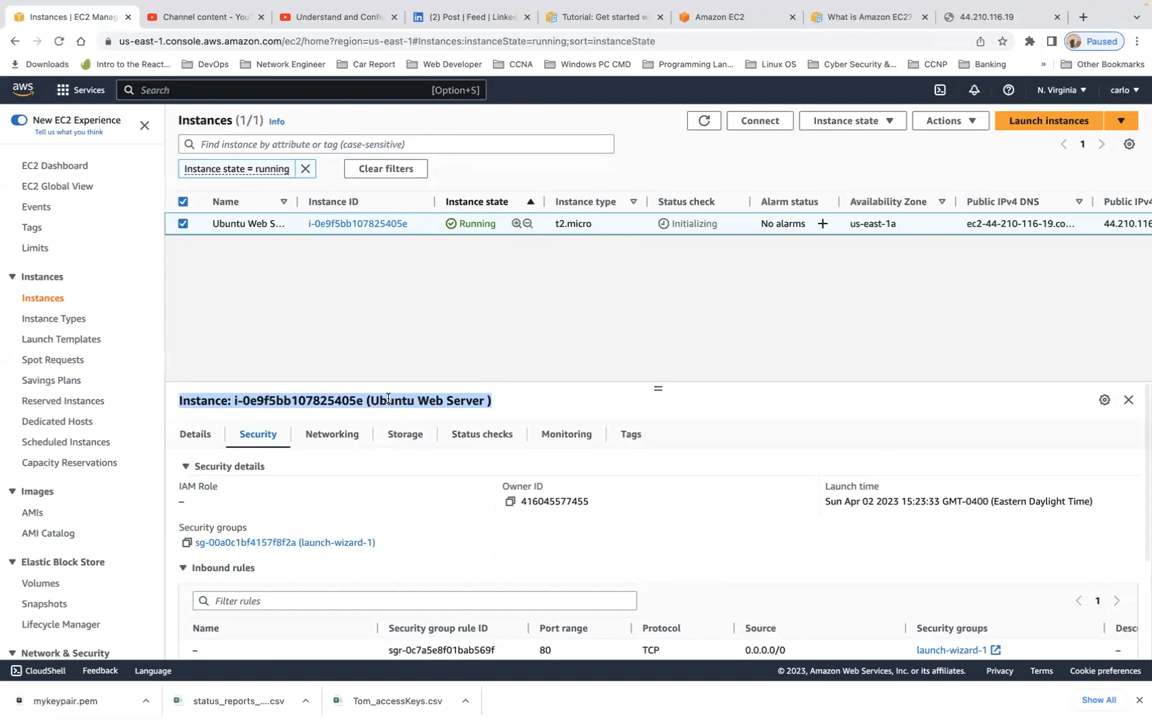 Instances | EC2 Manag
Channel content - You
Understand and Confi
(2) Post | Feed | Linked
Tutorial: Get started w
Amazon EC2
What is Amazon EC2?
44.210.116.19
us-east-1.console.aws.amazon.com/ec2/home?region=us-east-1#Instances:instanceState=running;sort=instanceState
Paused
Downloads
Intro to the React...
DevOps
Network Engineer
Car Report
Web Developer
CCNA
Windows PC CMD
Programming Lan...
Linux OS
Cyber Security &...
CCNP
Banking
»
Other Bookmarks
aws
Services
Search
[Option+S]
N. Virginia
carlo
New EC2 Experience
Tell us what you think
EC2 Dashboard
EC2 Global View
Events
Tags
Limits
Instances
Instances
Instance Types
Launch Templates
Spot Requests
Savings Plans
Reserved Instances
Dedicated Hosts
Scheduled Instances
Capacity Reservations
Images
AMIs
AMI Catalog
Elastic Block Store
Volumes
Snapshots
Lifecycle Manager
Network & Security
Instances (1/1) Info
Connect
Instance state
Actions
Launch instances
Find instance by attribute or tag (case-sensitive)
1
Instance state = running
Clear filters
Name
Instance ID
Instance state
Instance type
Status check
Alarm status
Availability Zone
Public IPv4 DNS
Public IPv4
Ubuntu Web S...
i-0e9f5bb107825405e
Running
t2.micro
Initializing
No alarms
us-east-1a
ec2-44-210-116-19.co...
44.210.116
Instance: i-0e9f5bb107825405e (Ubuntu Web Server )
Details
Security
Networking
Storage
Status checks
Monitoring
Tags
Security details
IAM Role
Owner ID
Launch time
–
416045577455
Sun Apr 02 2023 15:23:33 GMT-0400 (Eastern Daylight Time)
Security groups
sg-00a0c1bf4157f8f2a (launch-wizard-1)
Inbound rules
Filter rules
1
Name
Security group rule ID
Port range
Protocol
Source
Security groups
Desc
–
sgr-0c7a5e8f01bab569f
80
TCP
0.0.0.0/0
launch-wizard-1
–
CloudShell
Feedback
Language
© 2023, Amazon Web Services, Inc. or its affiliates.
Privacy
Terms
Cookie preferences
mykeypair.pem
status_reports_....csv
Tom_accessKeys.csv
Show All